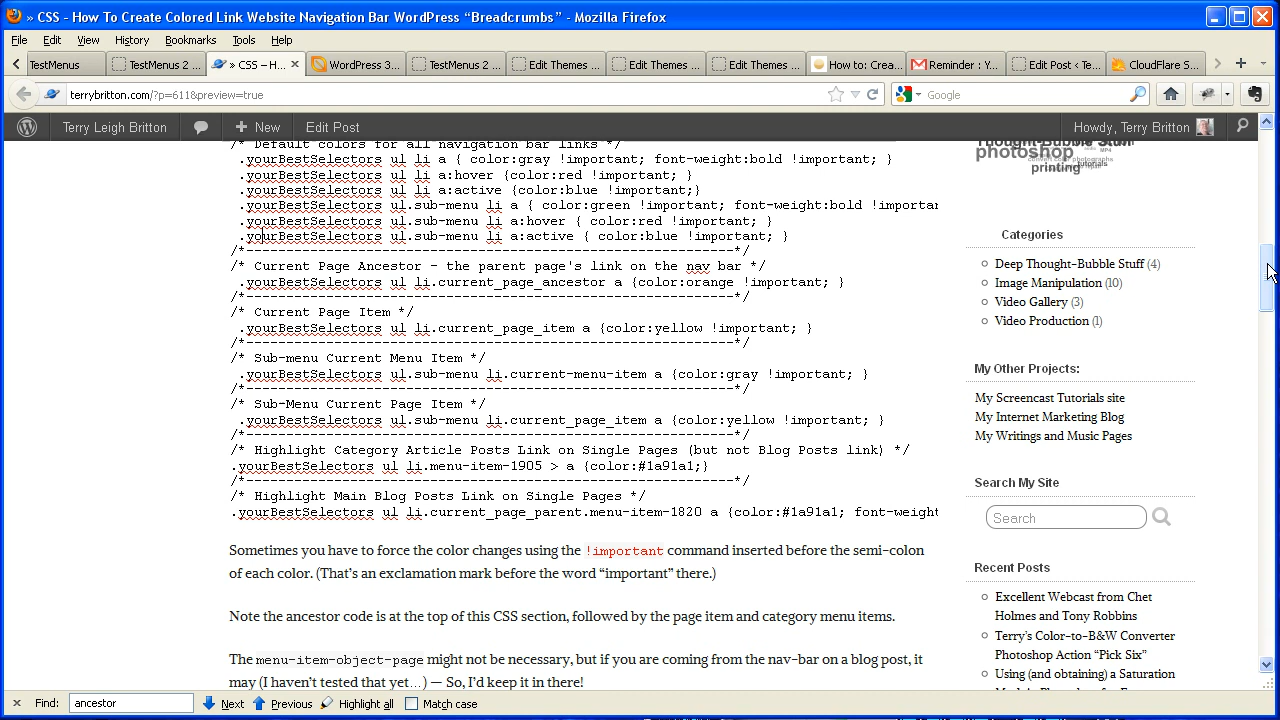 » CSS - How To Create Colored Link Website Navigation Bar WordPress “Breadcrumbs” - Mozilla Firefox
File Edit View History Bookmarks Tools Help
TestMenus
TestMenus 2 ...
» CSS – H...
WordPress 3...
TestMenus 2 ...
Edit Themes ...
Edit Themes ...
Edit Themes ...
How to: Crea...
Reminder : Y...
Edit Post ‹ Te...
CloudFlare S...
terrybritton.com/?p=611&preview=true
Google
Terry Leigh Britton
New
Edit Post
Howdy, Terry Britton
/* Default colors for all navigation bar links */
.yourBestSelectors ul li a { color:gray !important; font-weight:bold !important; }
.yourBestSelectors ul li a:hover {color:red !important; }
.yourBestSelectors ul li a:active {color:blue !important;}
.yourBestSelectors ul.sub-menu li a { color:green !important; font-weight:bold !importan
.yourBestSelectors ul.sub-menu li a:hover { color:red !important; }
.yourBestSelectors ul.sub-menu li a:active { color:blue !important; }
/*------------------------------------------------------------*/
/* Current Page Ancestor - the parent page's link on the nav bar */
.yourBestSelectors ul li.current_page_ancestor a {color:orange !important; }
/*------------------------------------------------------------*/
/* Current Page Item */
.yourBestSelectors ul li.current_page_item a {color:yellow !important; }
/*------------------------------------------------------------*/
/* Sub-menu Current Menu Item */
.yourBestSelectors ul.sub-menu li.current-menu-item a {color:gray !important; }
/*------------------------------------------------------------*/
/* Sub-Menu Current Page Item */
.yourBestSelectors ul.sub-menu li.current_page_item a {color:yellow !important; }
/*------------------------------------------------------------*/
/* Highlight Category Article Posts Link on Single Pages (but not Blog Posts link) */
.yourBestSelectors ul li.menu-item-1905 > a {color:#1a91a1;}
/*------------------------------------------------------------*/
/* Highlight Main Blog Posts Link on Single Pages */
.yourBestSelectors ul li.current_page_parent.menu-item-1820 a {color:#1a91a1; font-weight
Sometimes you have to force the color changes using the !important command inserted before the semi-colon
of each color. (That’s an exclamation mark before the word “important” there.)
Note the ancestor code is at the top of this CSS section, followed by the page item and category menu items.
The menu-item-object-page might not be necessary, but if you are coming from the nav-bar on a blog post, it
may (I haven’t tested that yet…) — So, I’d keep it in there!
Thought-Bubble Stuff
photoshop
MP4
convert color photographs
printing
tutorials
Categories
Deep Thought-Bubble Stuff (4)
Image Manipulation (10)
Video Gallery (3)
Video Production (1)
My Other Projects:
My Screencast Tutorials site
My Internet Marketing Blog
My Writings and Music Pages
Search My Site
Search
Recent Posts
Excellent Webcast from Chet
Holmes and Tony Robbins
Terry’s Color-to-B&W Converter
Photoshop Action “Pick Six”
Using (and obtaining) a Saturation
Find: ancestor Next Previous Highlight all Match case